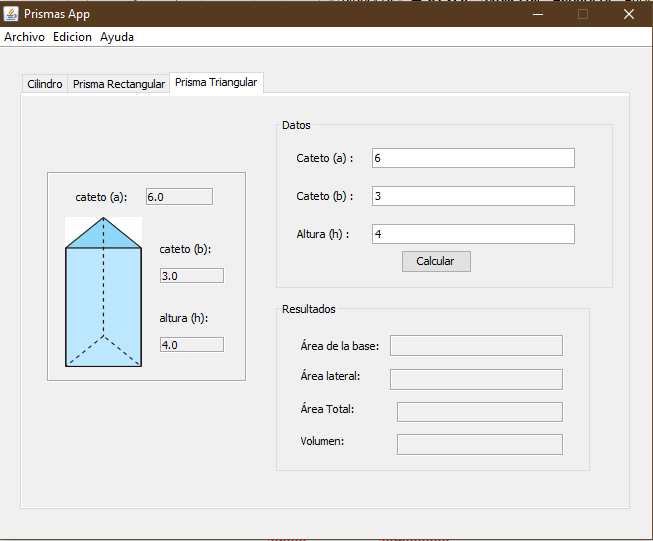 Prismas App
Archivo Edicion Ayuda
Cilindro Prisma Rectangular Prisma Triangular
cateto (a): 6.0
cateto (b):
3.0
altura (h):
4.0
Datos
Cateto (a) : 6
Cateto (b) : 3
Altura (h) : 4
Calcular
Resultados
Área de la base:
Área lateral:
Área Total:
Volumen: